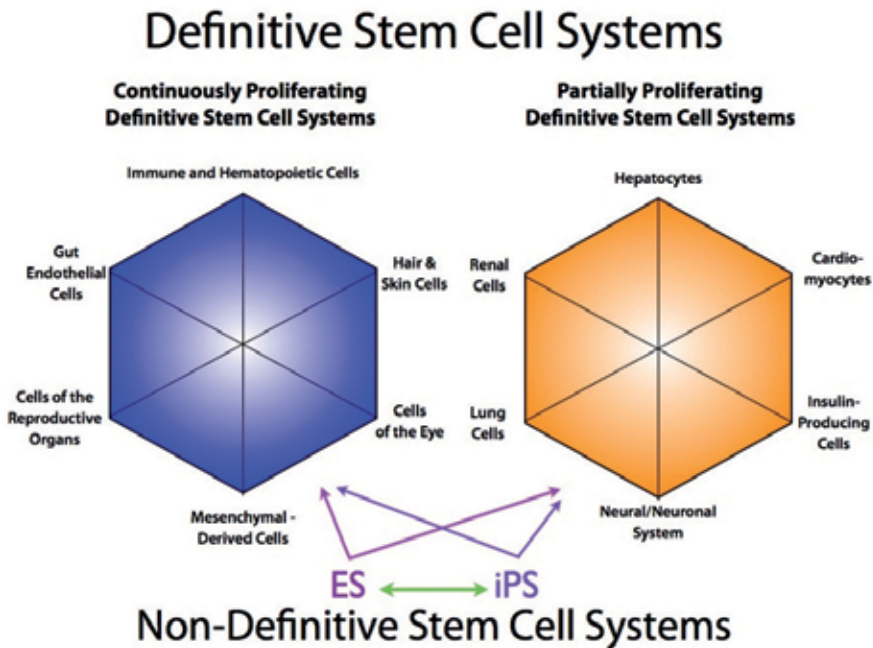 Definitive Stem Cell Systems
Continuously Proliferating
Definitive Stem Cell Systems
Partially Proliferating
Definitive Stem Cell Systems
Immune and Hematopoietic Cells
Gut
Endothelial
Cells
Hair &
Skin Cells
Cells of the
Reproductive
Organs
Cells
of the Eye
Mesenchymal -
Derived Cells
Hepatocytes
Renal
Cells
Cardio-
myocytes
Lung
Cells
Insulin-
Producing
Cells
Neural/Neuronal
System
ES
iPS
Non-Definitive Stem Cell Systems